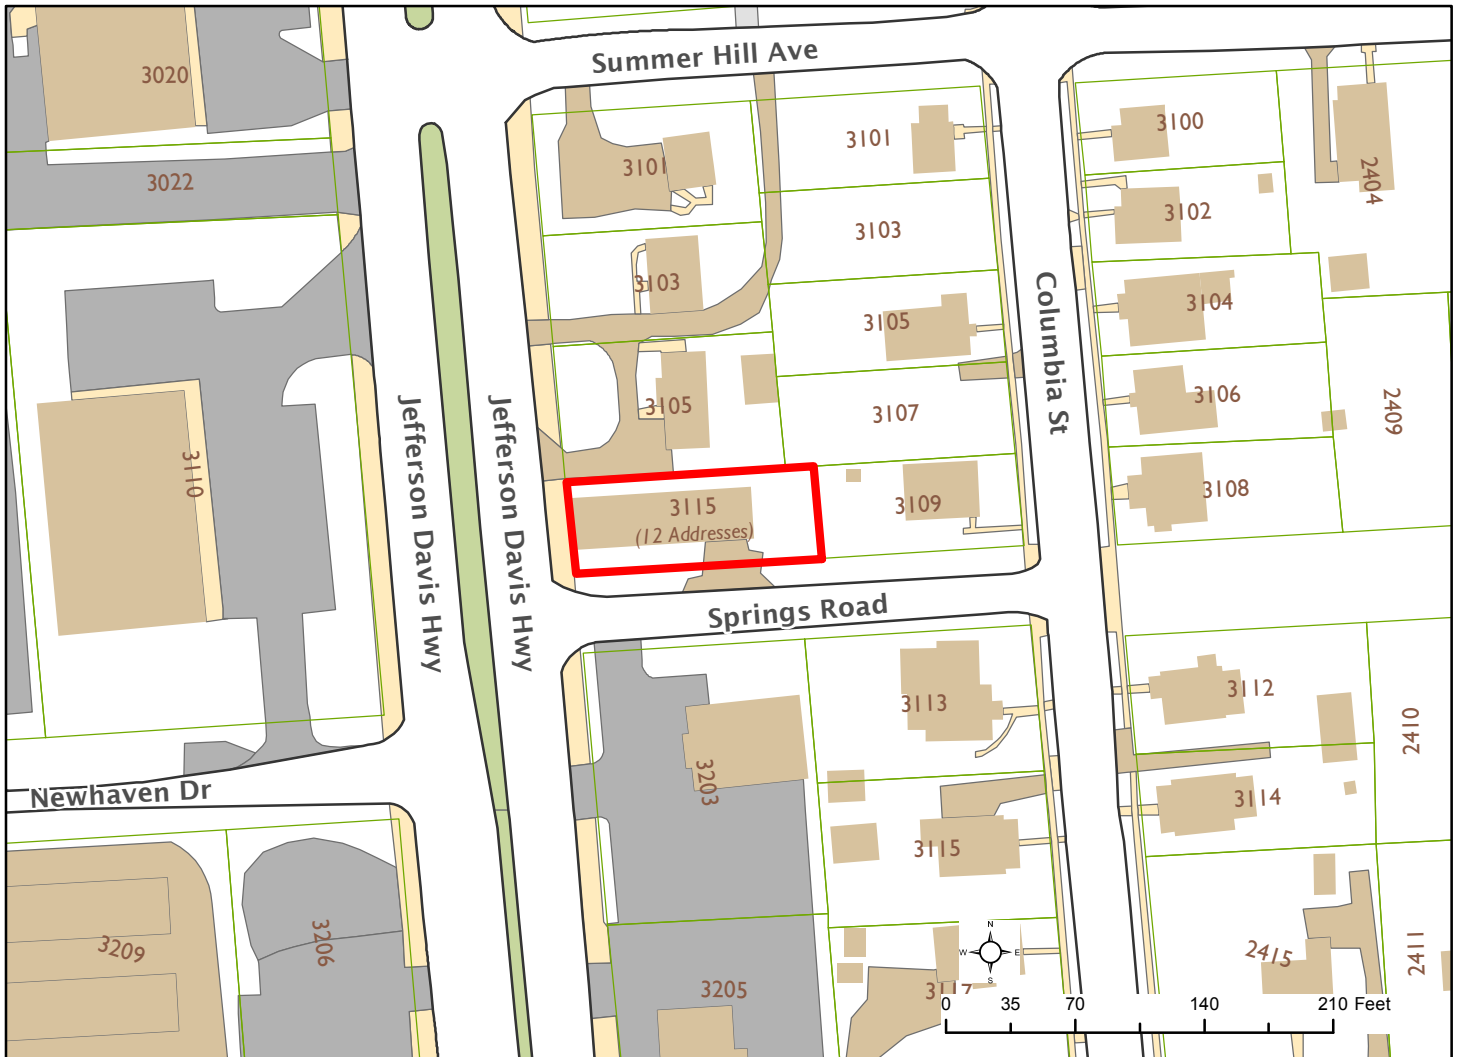 Summer Hill Ave
3020
3101
3101
3100
3022
2404
3102
3103
3103
Columbia St
3104
3105
3105
3106
3107
2409
Jefferson Davis Hwy
Jefferson Davis Hwy
3110
3108
3109
3115
(12 Addresses)
Springs Road
3112
3113
2410
3203
Newhaven Dr
3114
3115
3209
3206
2415
2411
3205
3117
N
W
E
S
0 35 70 140 210 Feet